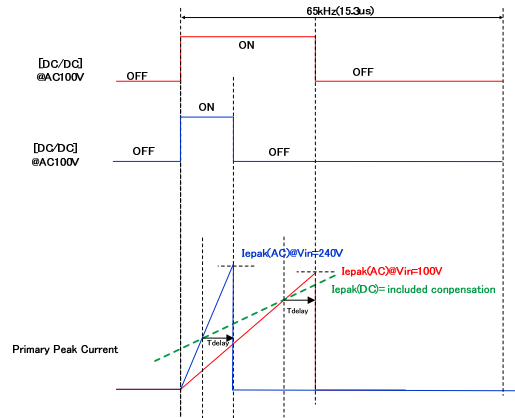 65kHz(15.3us)
ON
[DC/DC]
@AC100V
OFF
OFF
ON
[DC/DC]
@AC100V
OFF
OFF
Iepak(AC)@Vin=240V
Iepak(AC)@Vin=100V
Iepak(DC)= included conpensation
Tdelay
Tdelay
Primary Peak Current